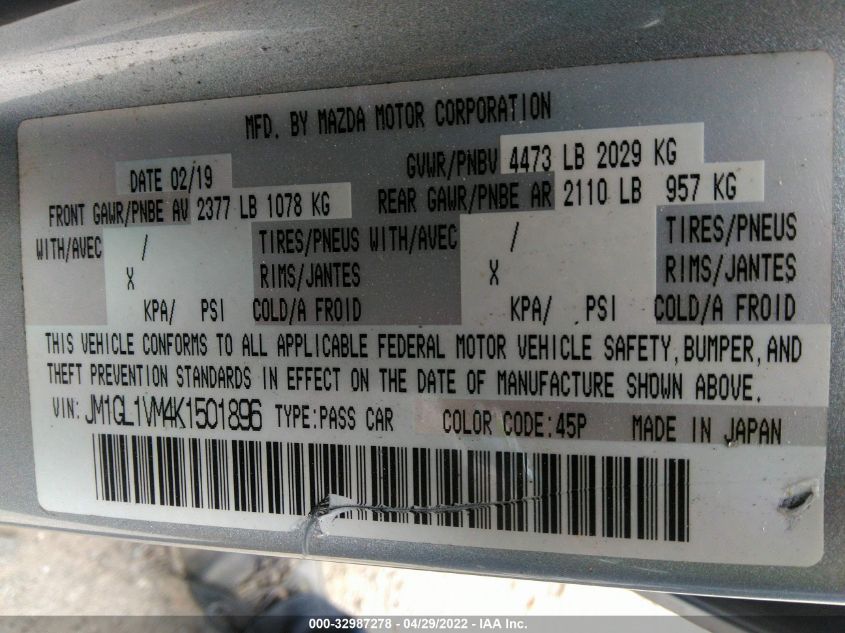 MFD. BY MAZDA MOTOR CORPORATION
DATE 02/19 GVWR/PNBV 4473 LB 2029 KG
FRONT GAWR/PNBE AV 2377 LB 1078 KG REAR GAWR/PNBE AR 2110 LB 957 KG
WITH/AVEC / TIRES/PNEUS WITH/AVEC / TIRES/PNEUS
X RIMS/JANTES X RIMS/JANTES
KPA/ PSI COLD/A FROID KPA/ PSI COLD/A FROID
THIS VEHICLE CONFORMS TO ALL APPLICABLE FEDERAL MOTOR VEHICLE SAFETY, BUMPER, AND
THEFT PREVENTION STANDARDS IN EFFECT ON THE DATE OF MANUFACTURE SHOWN ABOVE.
VIN: JM1GL1VM4K1501896 TYPE:PASS CAR COLOR CODE:45P MADE IN JAPAN
000-32987278 - 04/29/2022 - IAA Inc.